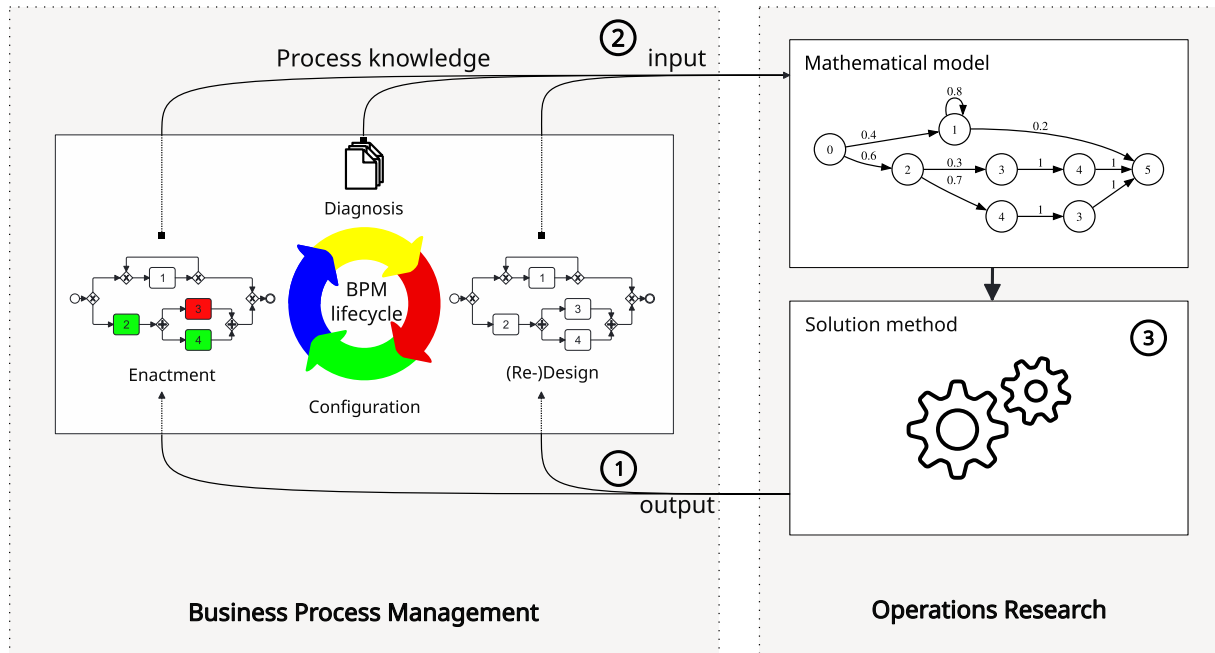 2
Process knowledge
input
Diagnosis
1
2
3
4
Enactment
BPM
lifecycle
1
2
3
4
(Re-)Design
Configuration
1
output
Business Process Management
Mathematical model
0.8
0.4
1
0.2
0
0.6
2
0.3
3
1
4
1
5
0.7
1
4
1
3
Solution method
3
Operations Research